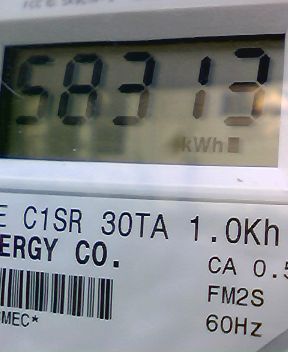 58313
kWh
E C1SR 30TA 1.0Kh
ERGY CO.
CA 0.5
FM2S
MEC*
60Hz